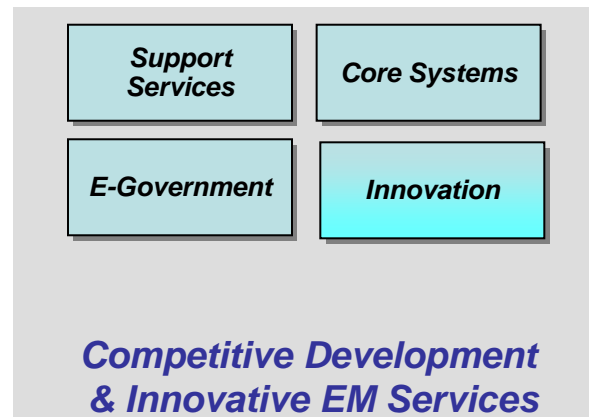 Support
Services
Core Systems
E-Government
Innovation
Competitive Development
& Innovative EM Services